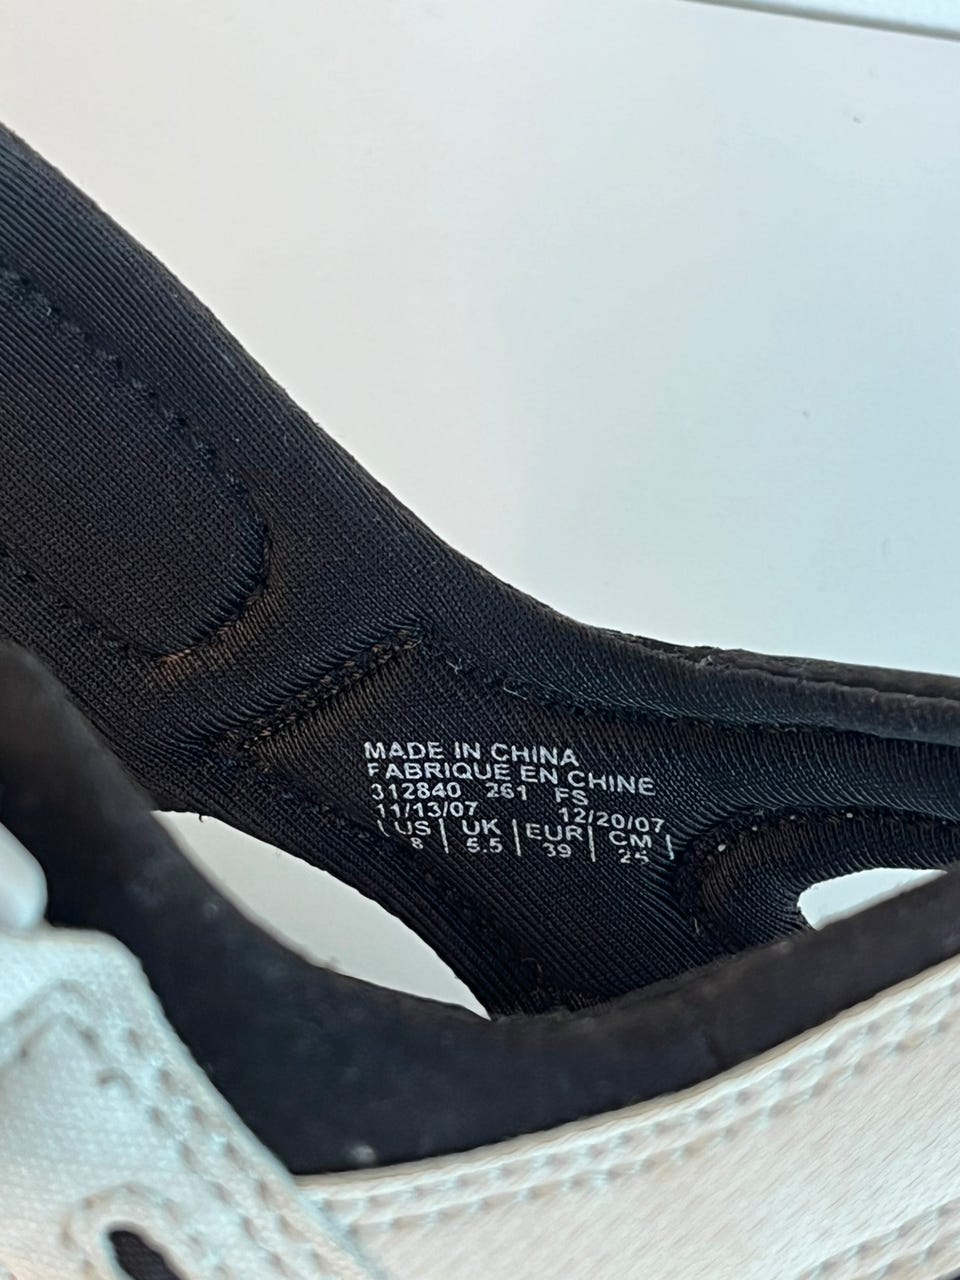 MADE IN CHINA
FABRIQUE EN CHINE
312840 261 FS
11/13/07 12/20/07
US | UK | EUR | CM |
8 | 5.5 | 39 | 25